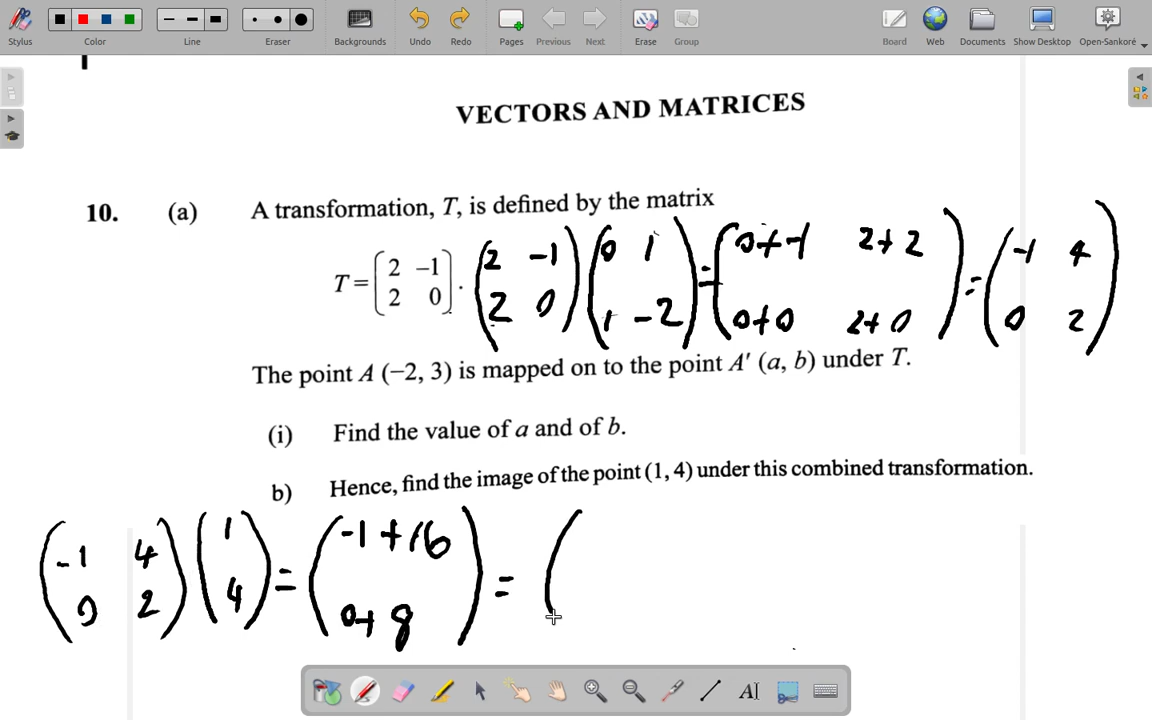 Stylus Color Line Eraser Backgrounds Undo Redo Pages Previous Next Erase Group Board Web Documents Show Desktop Open-Sankoré
VECTORS AND MATRICES
10. (a) A transformation, T, is defined by the matrix
T = (2 -1 / 2 0) . (2 -1 / 2 0) (0 1 / 1 -2) = (0+-1 2+2 / 0+0 2+0) = (-1 4 / 0 2)
The point A (−2, 3) is mapped on to the point A' (a, b) under T.
(i) Find the value of a and of b.
b) Hence, find the image of the point (1, 4) under this combined transformation.
(-1 4 / 0 2) (1 / 4) = (-1+16 / 0+8) = (
AI